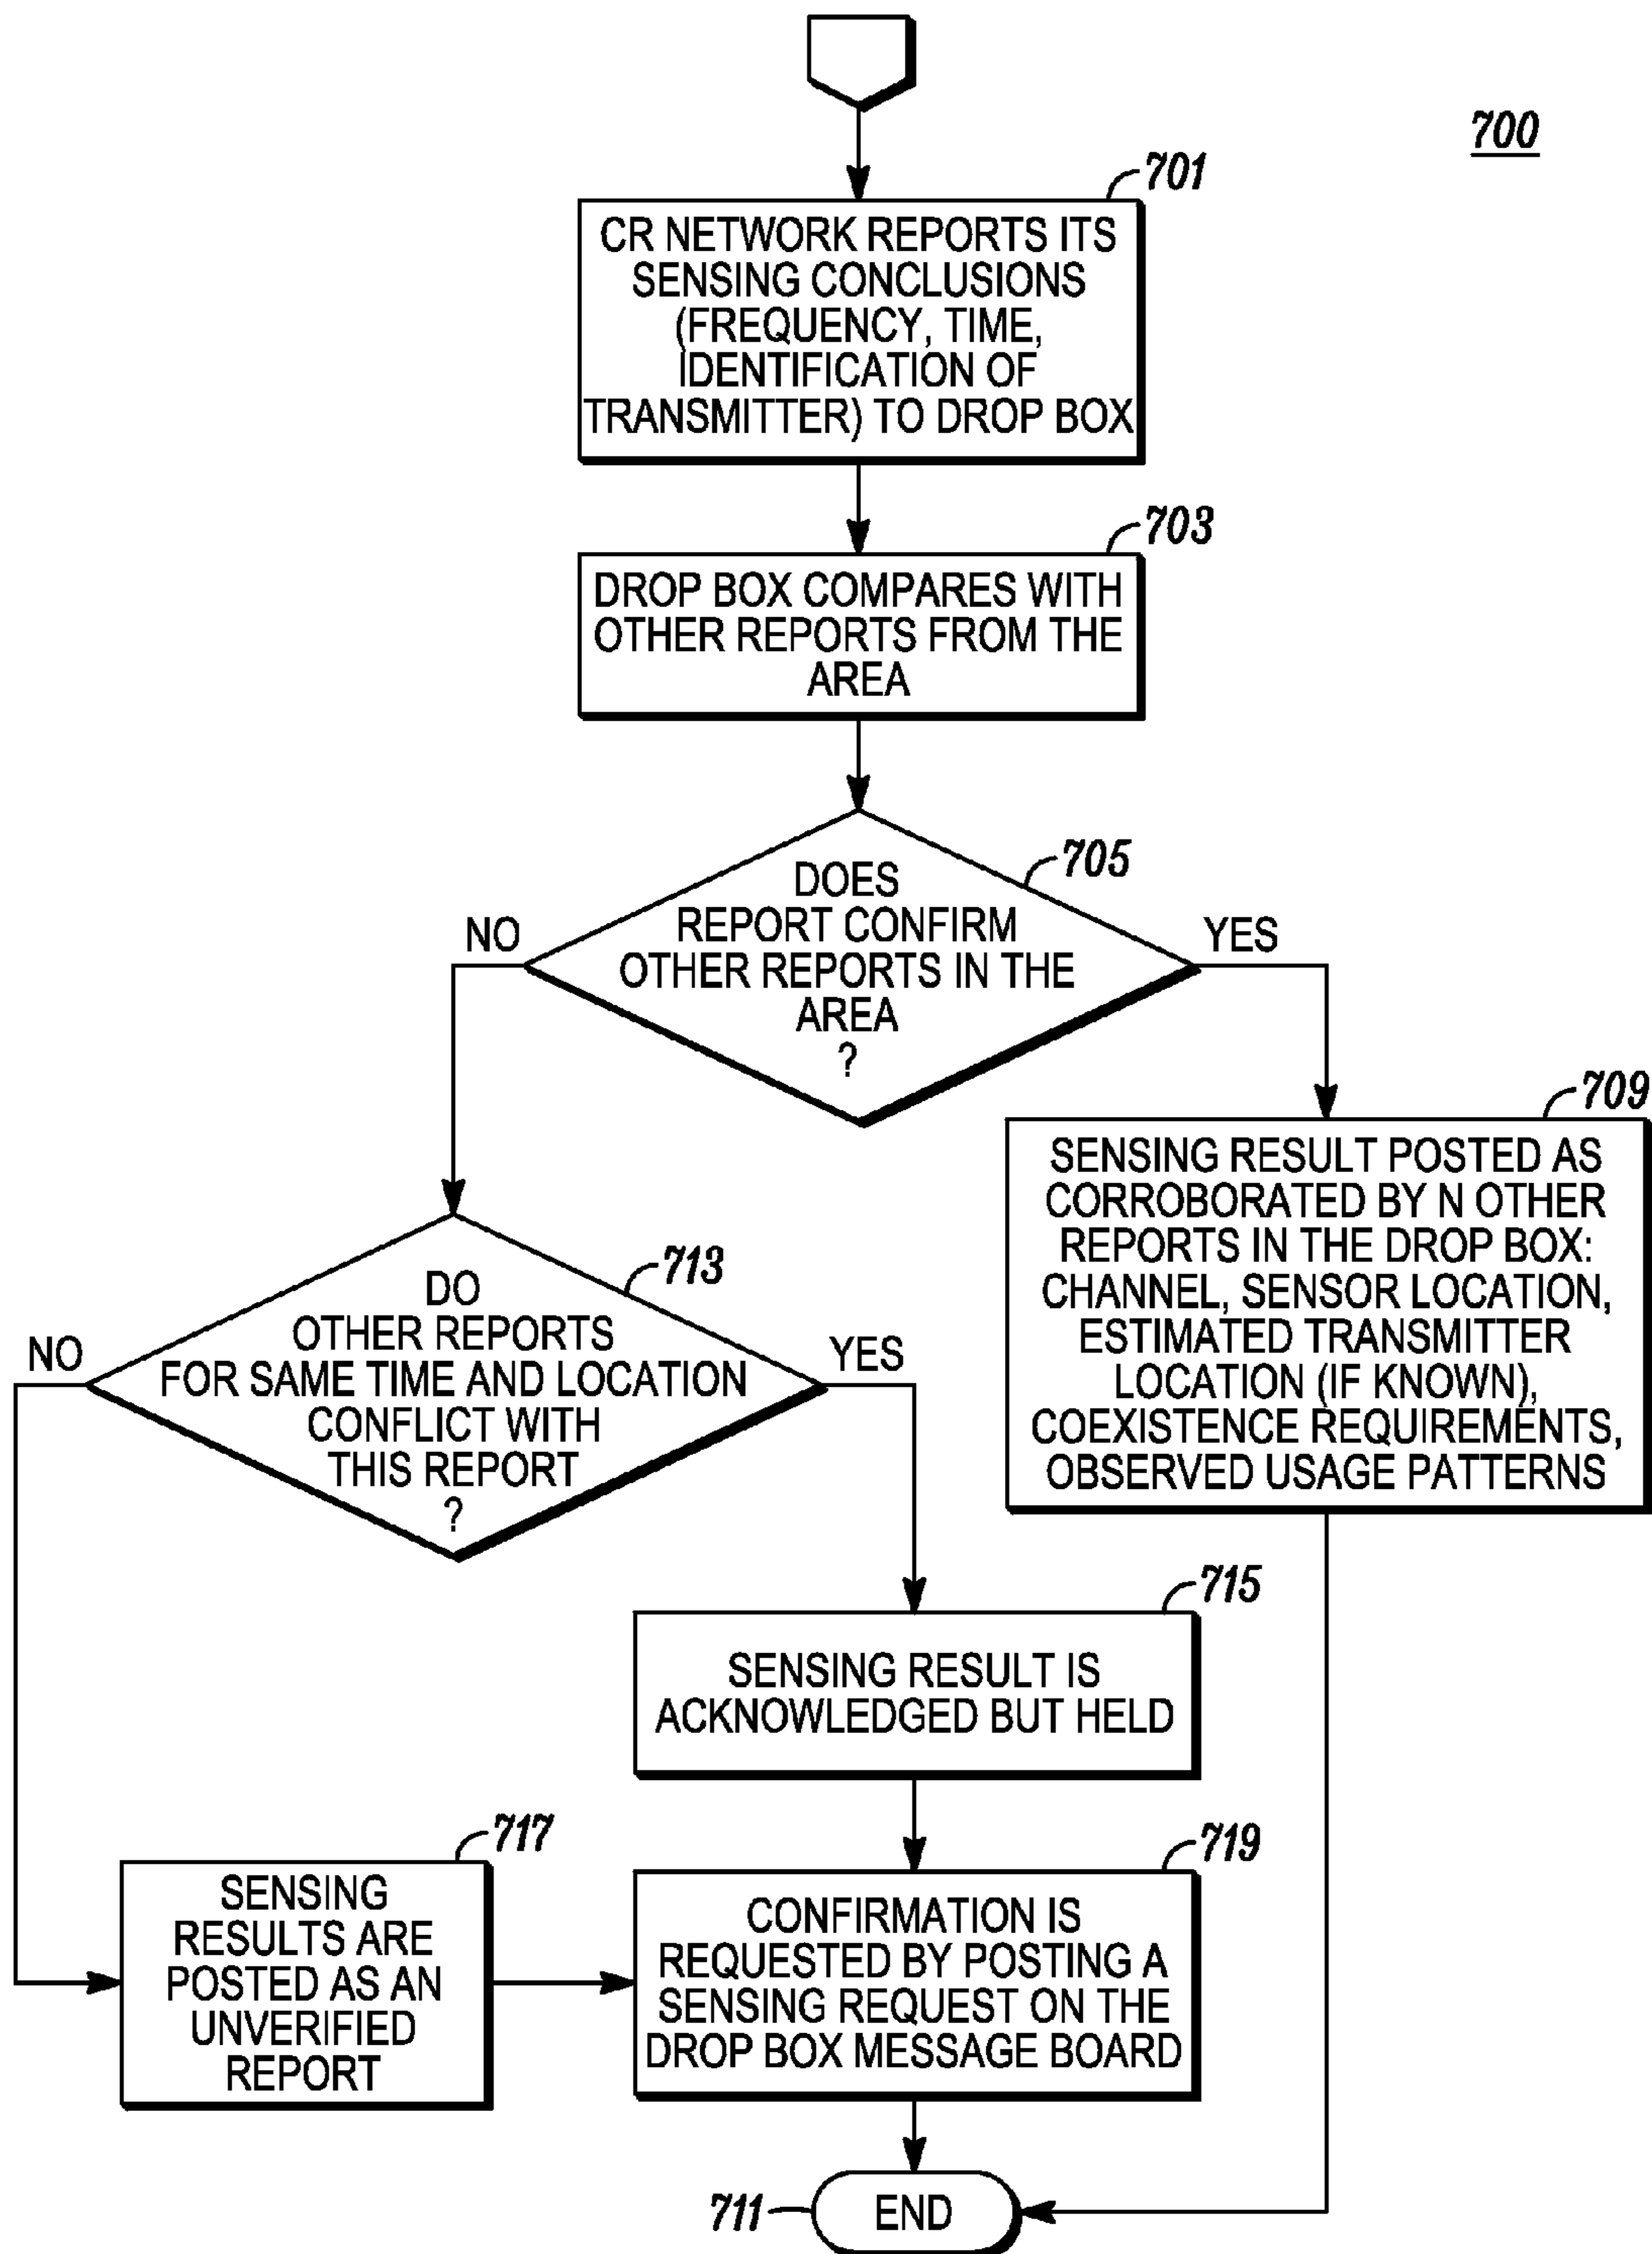 700
701
CR NETWORK REPORTS ITS
SENSING CONCLUSIONS
(FREQUENCY, TIME,
IDENTIFICATION OF
TRANSMITTER) TO DROP BOX
703
DROP BOX COMPARES WITH
OTHER REPORTS FROM THE
AREA
705
DOES
REPORT CONFIRM
OTHER REPORTS IN THE
AREA
?
NO
YES
709
SENSING RESULT POSTED AS
CORROBORATED BY N OTHER
REPORTS IN THE DROP BOX:
CHANNEL, SENSOR LOCATION,
ESTIMATED TRANSMITTER
LOCATION (IF KNOWN),
COEXISTENCE REQUIREMENTS,
OBSERVED USAGE PATTERNS
713
DO
OTHER REPORTS
FOR SAME TIME AND LOCATION
CONFLICT WITH
THIS REPORT
?
NO
YES
715
SENSING RESULT IS
ACKNOWLEDGED BUT HELD
717
SENSING
RESULTS ARE
POSTED AS AN
UNVERIFIED
REPORT
719
CONFIRMATION IS
REQUESTED BY POSTING A
SENSING REQUEST ON THE
DROP BOX MESSAGE BOARD
711
END